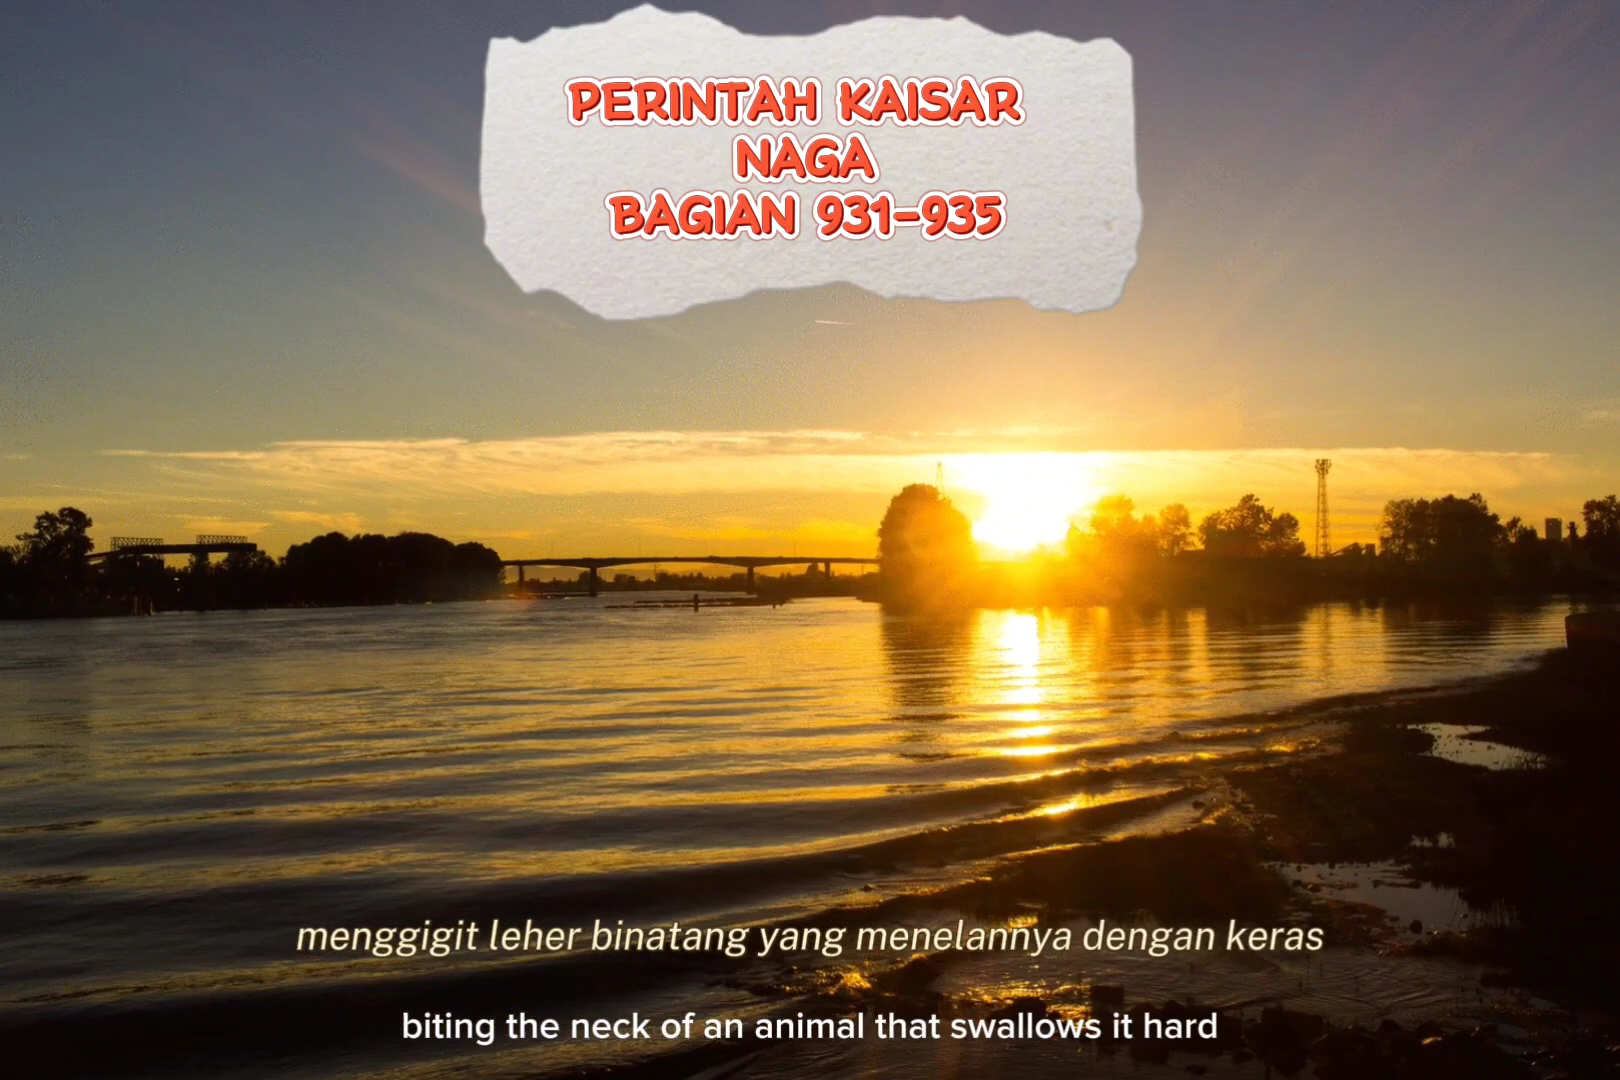 PERINTAH KAISAR
NAGA
BAGIAN 931-935
menggigit leher binatang yang menelannya dengan keras
biting the neck of an animal that swallows it hard